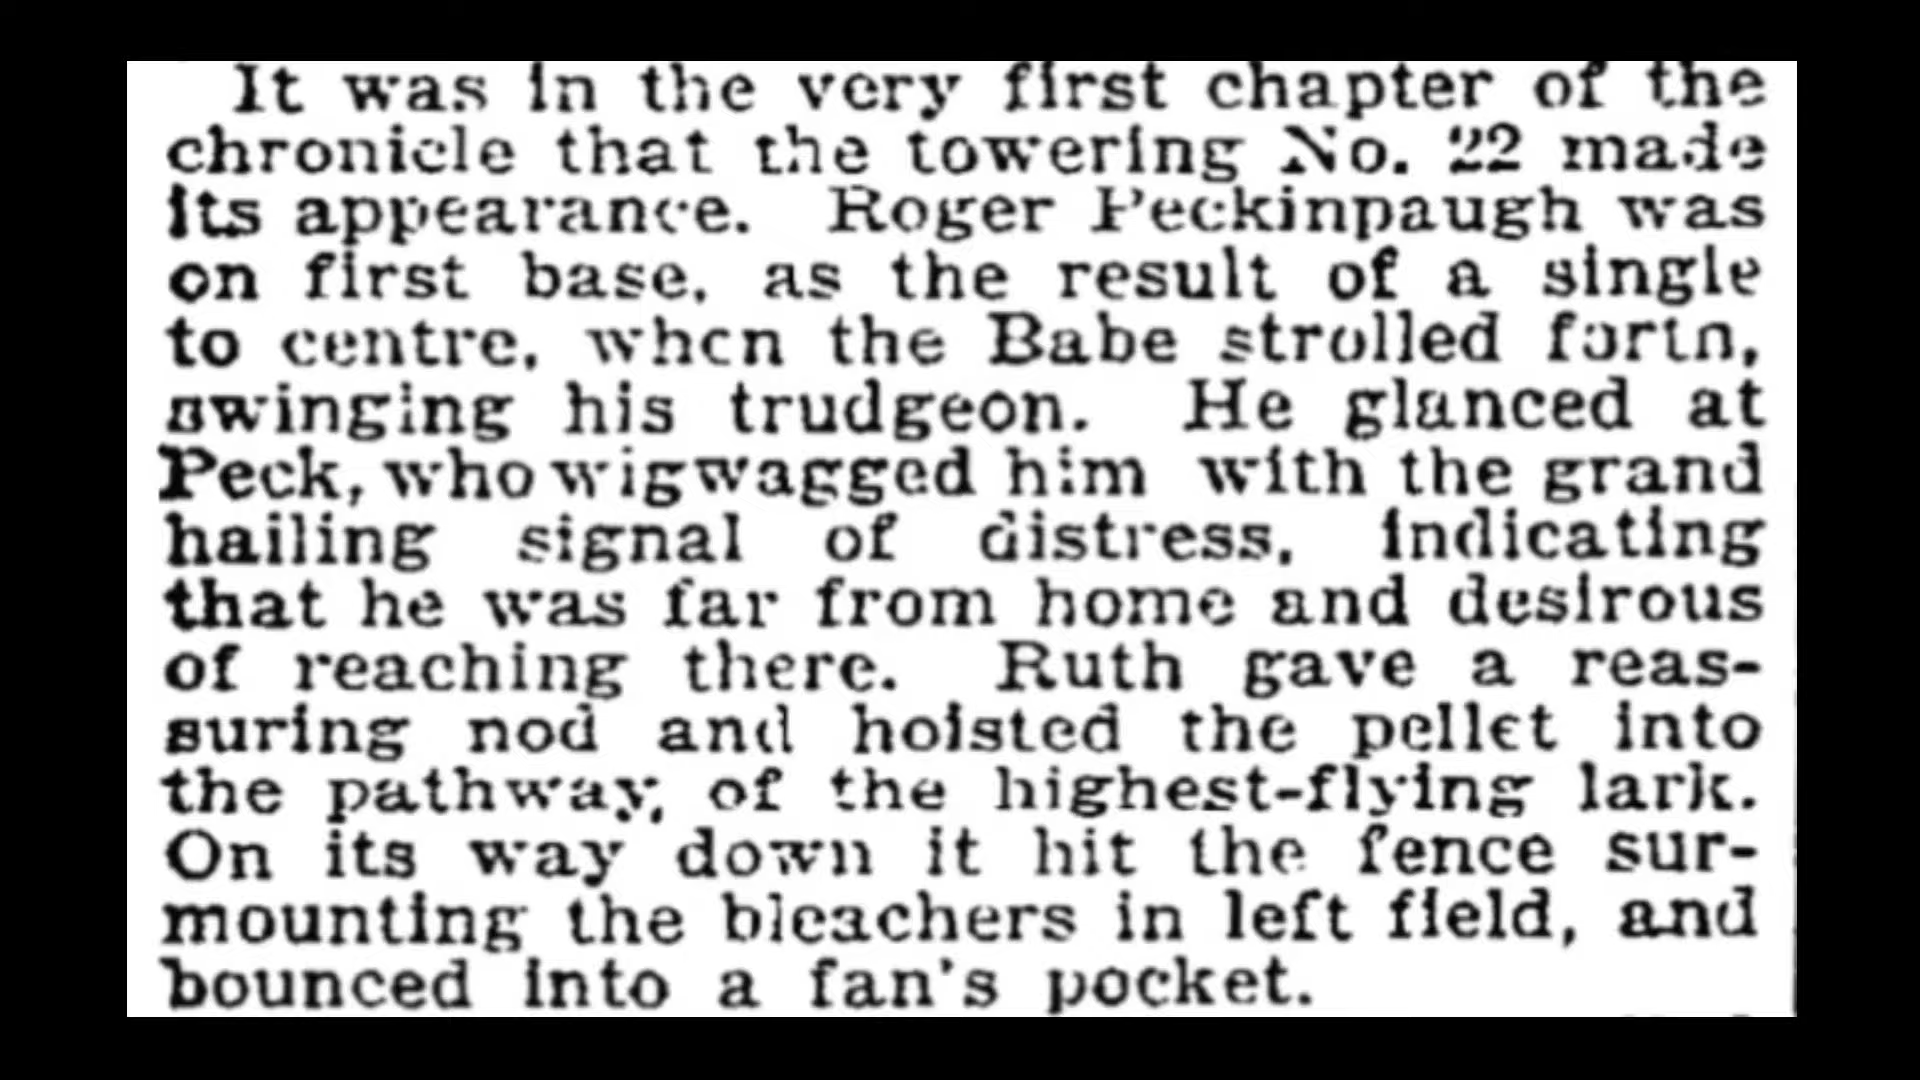 It was in the very first chapter of the
chronicle that the towering No. 22 made
its appearance. Roger Peckinpaugh was
on first base, as the result of a single
to centre, when the Babe strolled forth,
swinging his trudgeon. He glanced at
Peck, who wigwagged him with the grand
hailing signal of distress, indicating
that he was far from home and desirous
of reaching there. Ruth gave a reas-
suring nod and hoisted the pellet into
the pathway, of the highest-flying lark.
On its way down it hit the fence sur-
mounting the bleachers in left field, and
bounced into a fan's pocket.